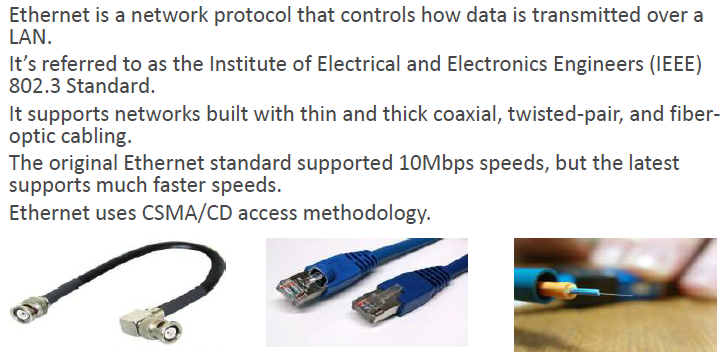 Ethernet is a network protocol that controls how data is transmitted over a
LAN.
It’s referred to as the Institute of Electrical and Electronics Engineers (IEEE)
802.3 Standard.
It supports networks built with thin and thick coaxial, twisted-pair, and fiber-
optic cabling.
The original Ethernet standard supported 10Mbps speeds, but the latest
supports much faster speeds.
Ethernet uses CSMA/CD access methodology.